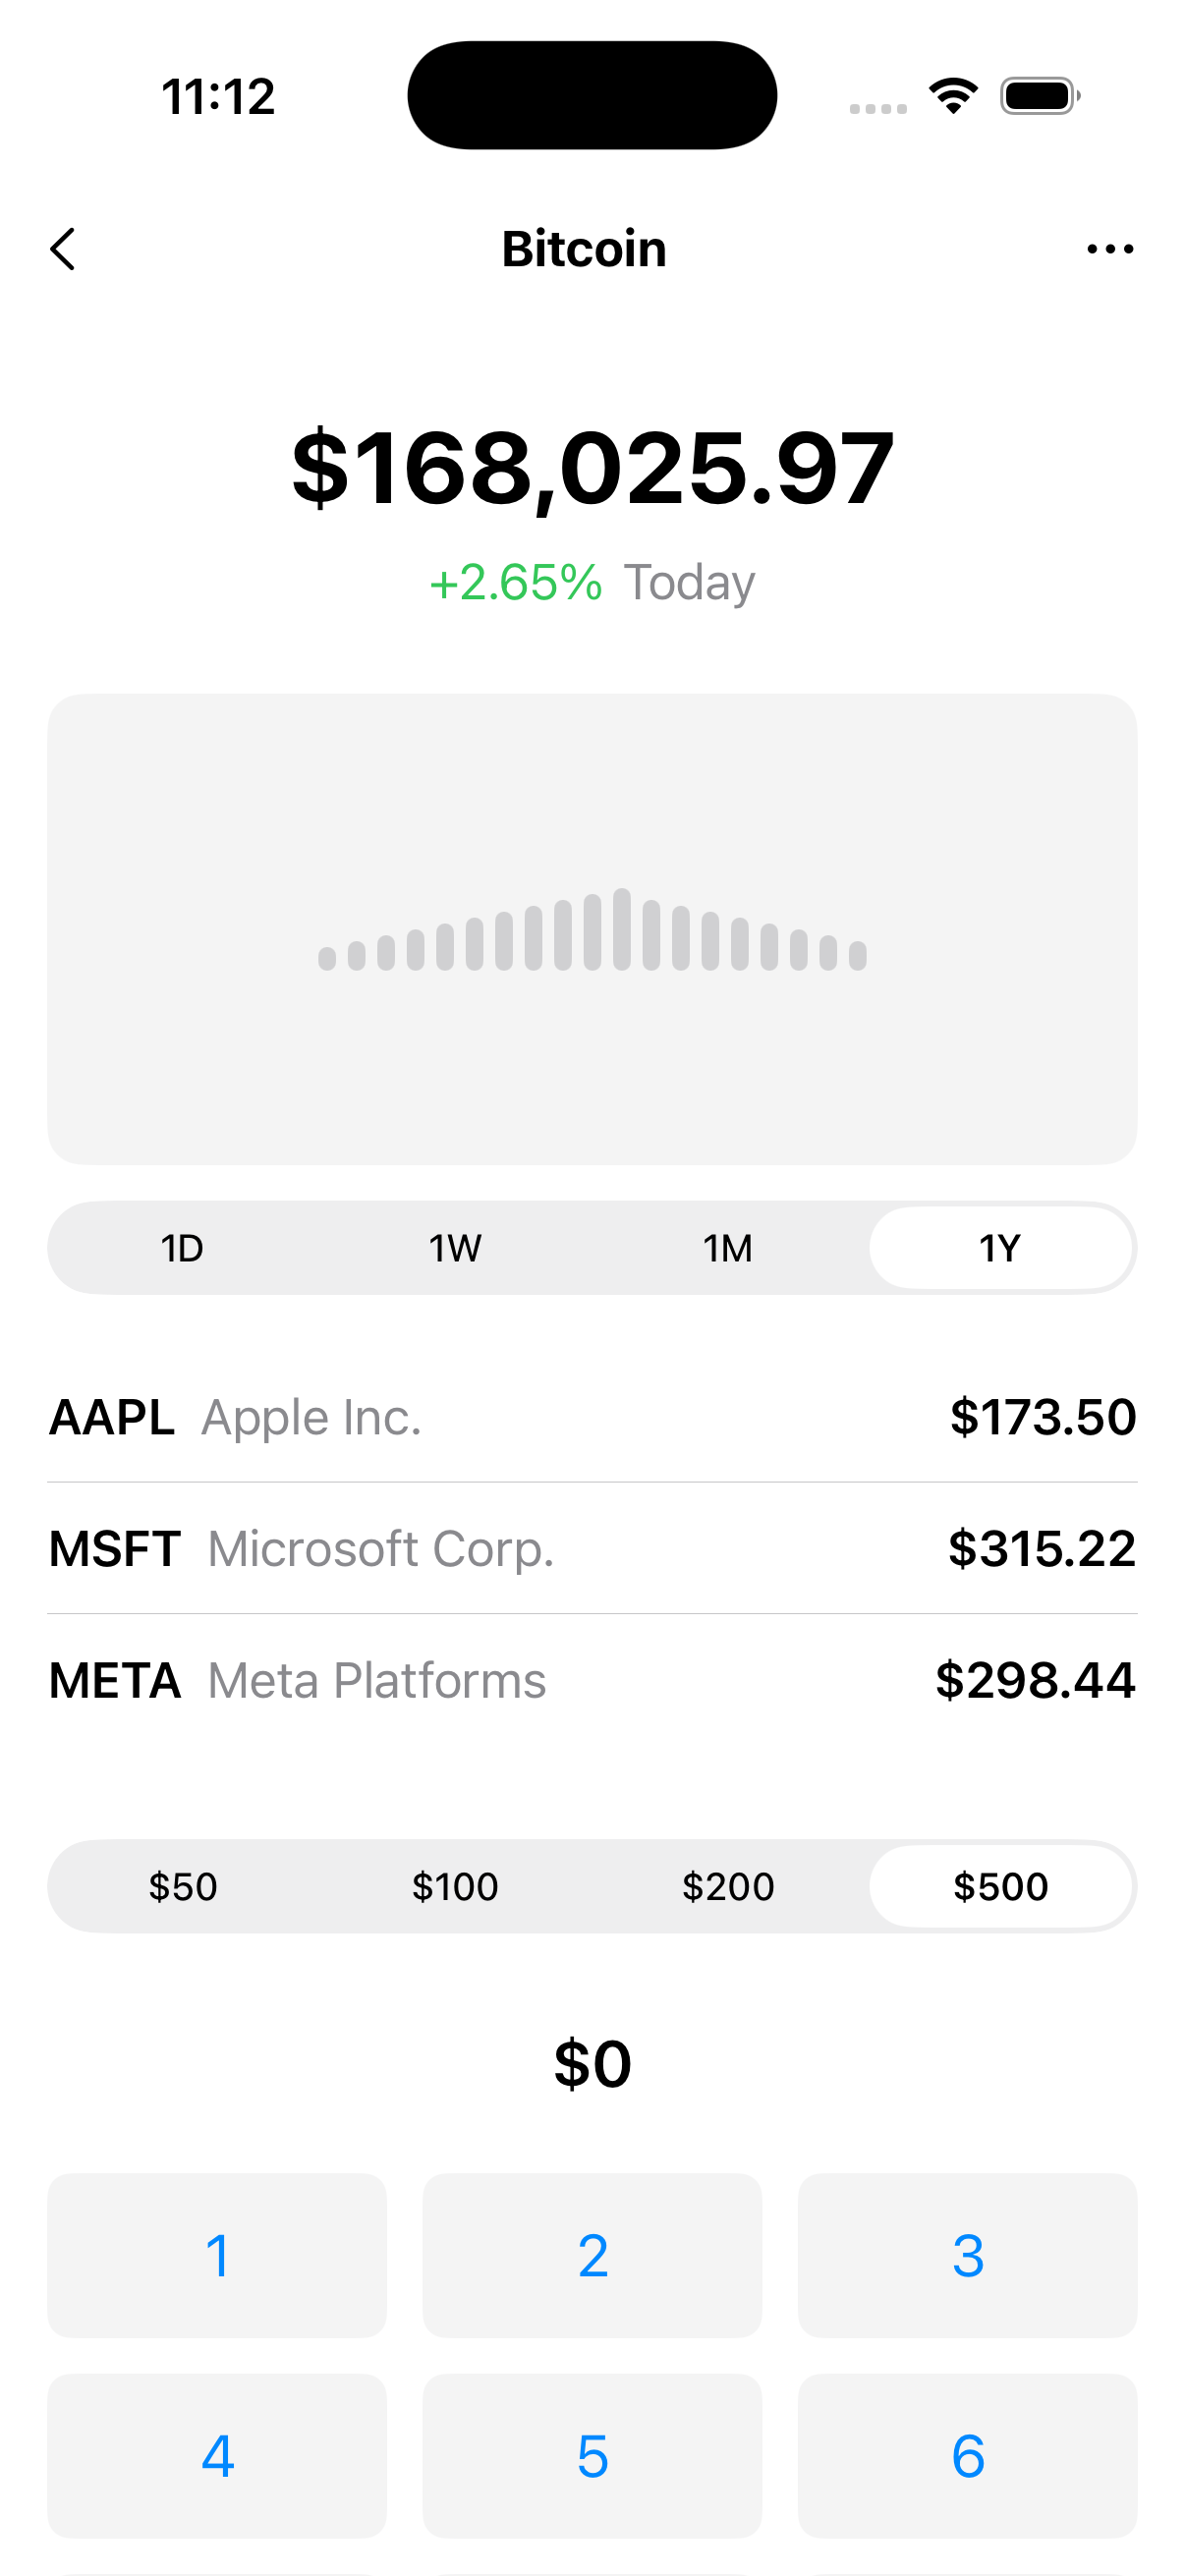 11:12
Bitcoin
$168,025.97
+2.65% Today
1D 1W 1M 1Y
AAPL Apple Inc. $173.50
MSFT Microsoft Corp. $315.22
META Meta Platforms $298.44
$50 $100 $200 $500
$0
1 2 3
4 5 6